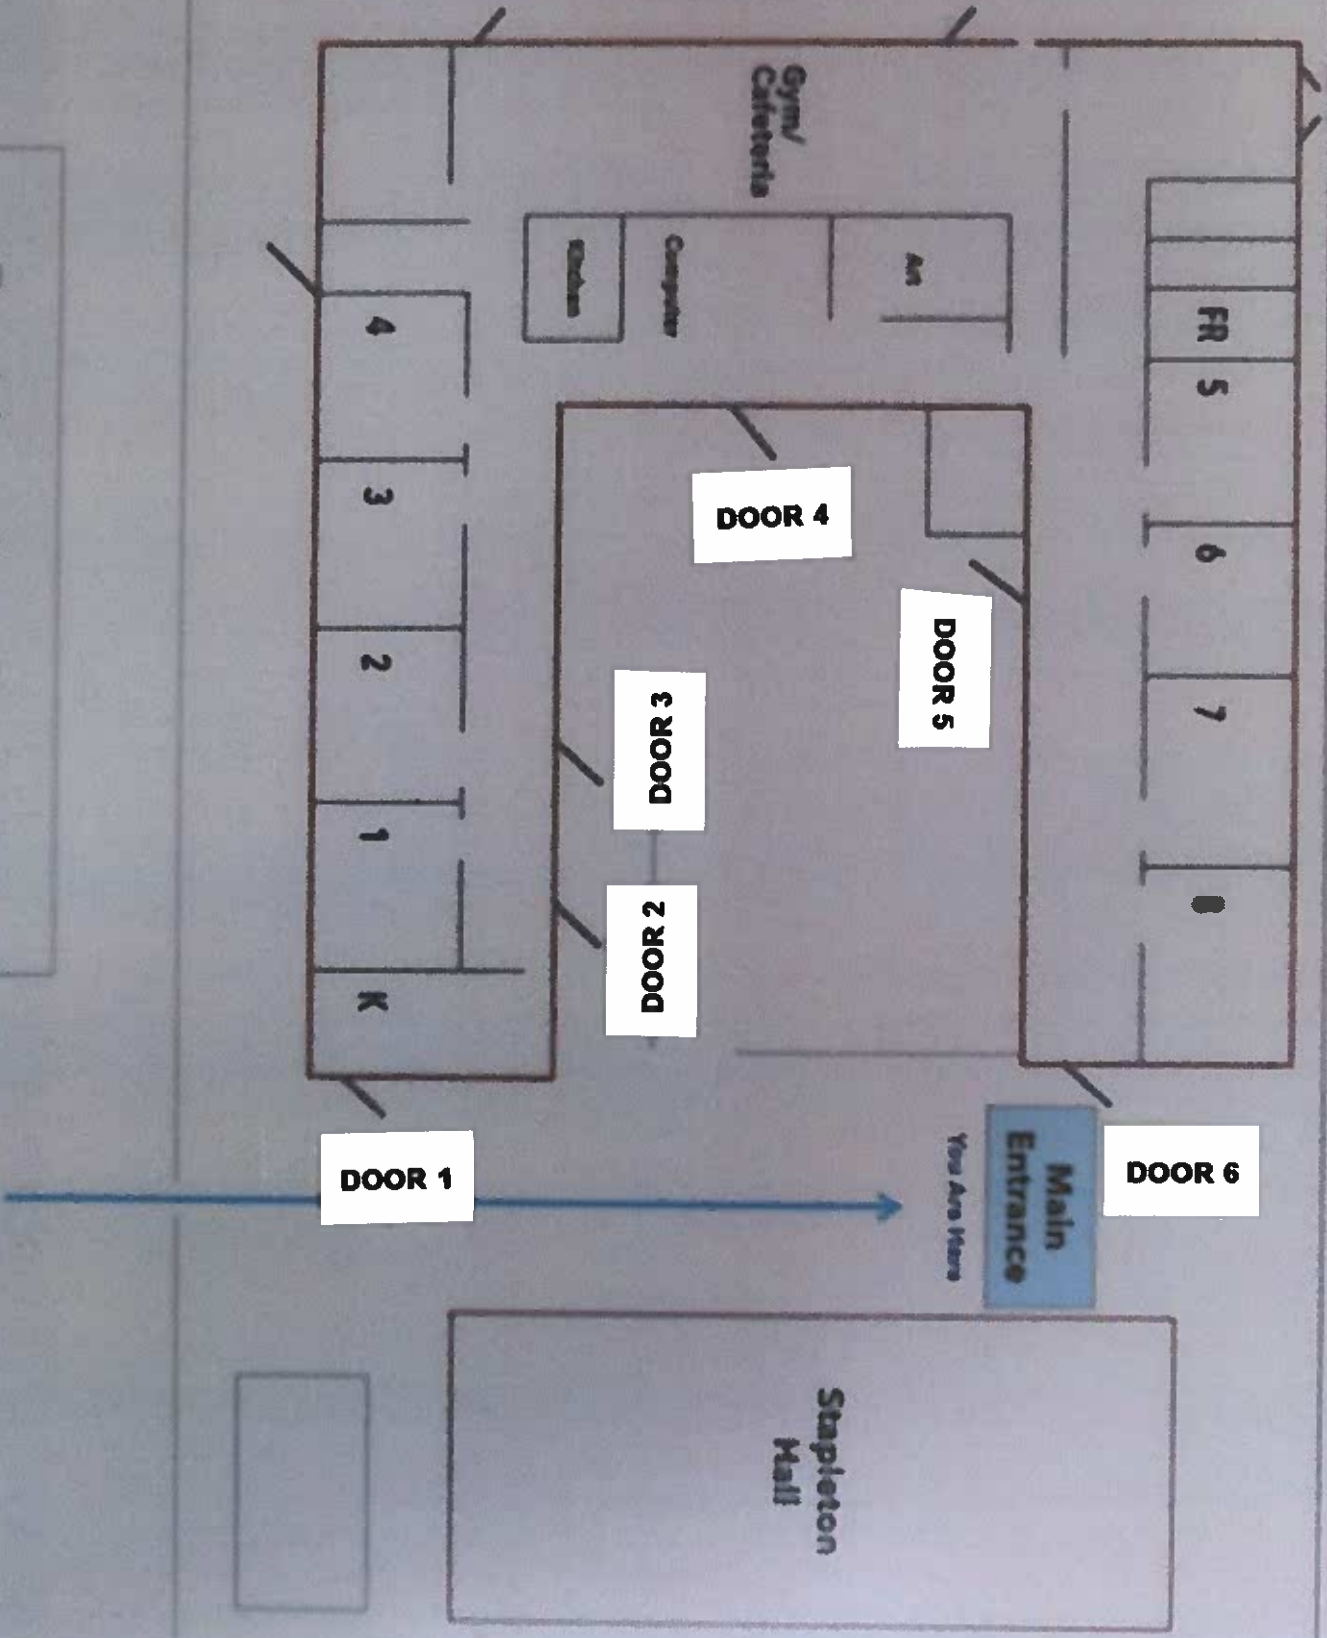 Gym/
Cafeteria
Kitchen
Computer
Art
FR
4
5
3
6
2
7
1
K
DOOR 4
DOOR 5
DOOR 3
DOOR 2
DOOR 1
DOOR 6
Main
Entrance
You Are Here
Stapleton
Hall